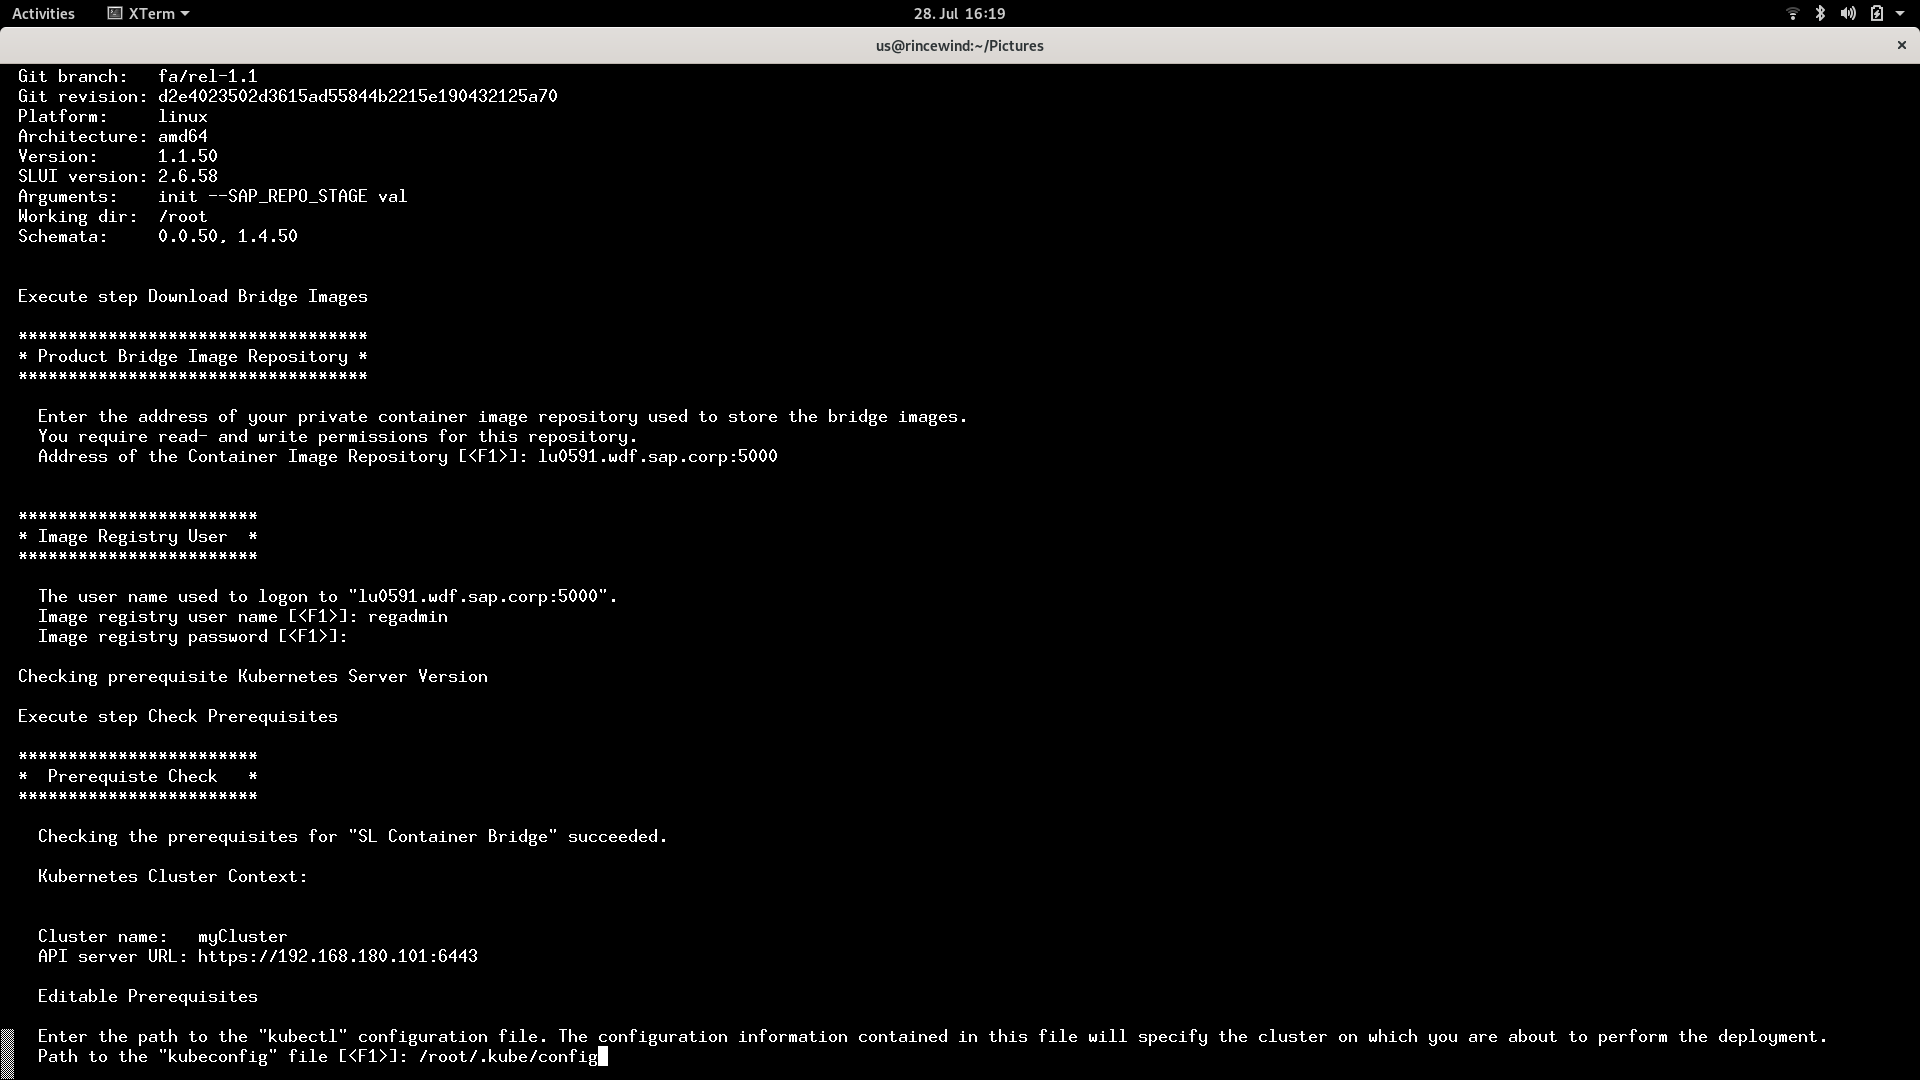 Activities XTerm 28. Jul 16:19
us@rincewind:~/Pictures ×
Git branch:   fa/rel-1.1
Git revision: d2e4023502d3615ad55844b2215e190432125a70
Platform:     linux
Architecture: amd64
Version:      1.1.50
SLUI version: 2.6.58
Arguments:    init --SAP_REPO_STAGE val
Working dir:  /root
Schemata:     0.0.50, 1.4.50
Execute step Download Bridge Images
***********************************
* Product Bridge Image Repository *
***********************************
Enter the address of your private container image repository used to store the bridge images.
You require read- and write permissions for this repository.
Address of the Container Image Repository [<F1>]: lu0591.wdf.sap.corp:5000
************************
* Image Registry User  *
************************
The user name used to logon to "lu0591.wdf.sap.corp:5000".
Image registry user name [<F1>]: regadmin
Image registry password [<F1>]:
Checking prerequisite Kubernetes Server Version
Execute step Check Prerequisites
************************
*  Prerequiste Check   *
************************
Checking the prerequisites for "SL Container Bridge" succeeded.
Kubernetes Cluster Context:
Cluster name:   myCluster
API server URL: https://192.168.180.101:6443
Editable Prerequisites
Enter the path to the "kubectl" configuration file. The configuration information contained in this file will specify the cluster on which you are about to perform the deployment.
Path to the "kubeconfig" file [<F1>]: /root/.kube/config